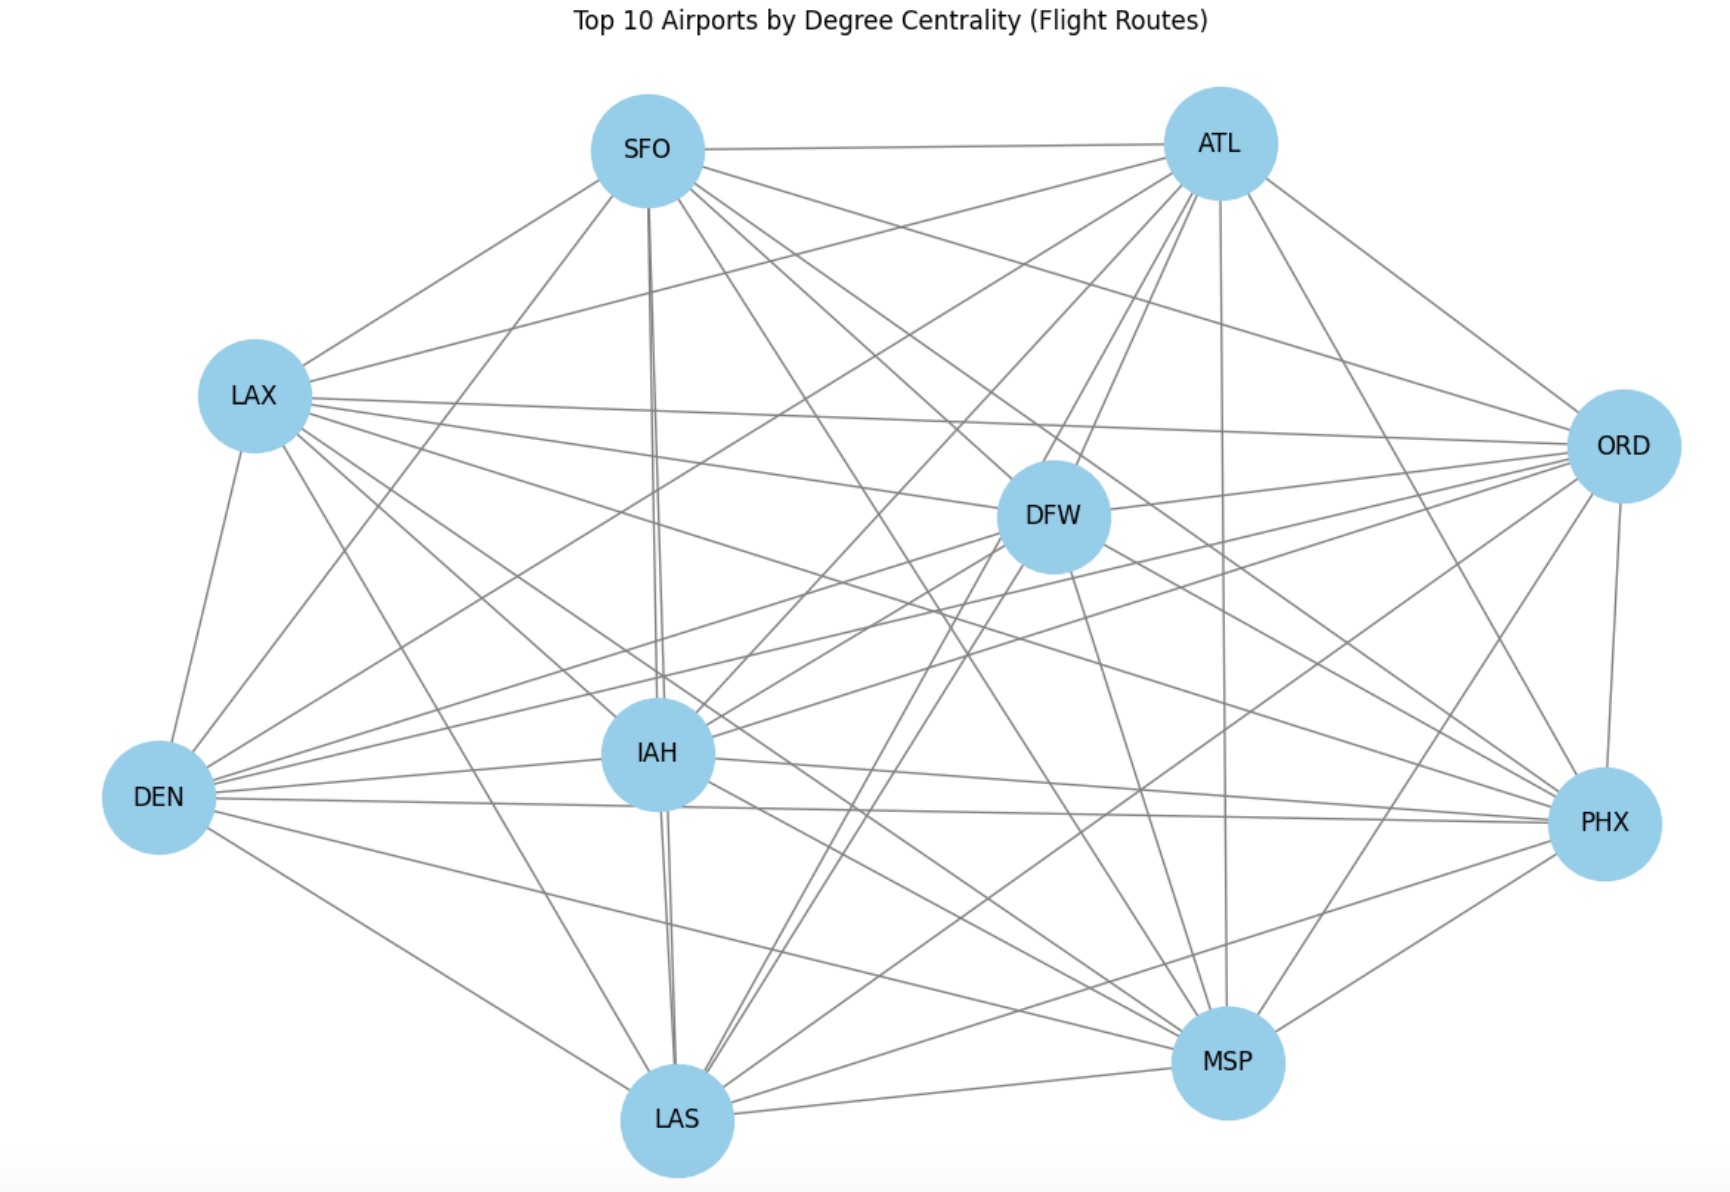 Top 10 Airports by Degree Centrality (Flight Routes)
SFO
ATL
LAX
ORD
DFW
IAH
DEN
PHX
MSP
LAS